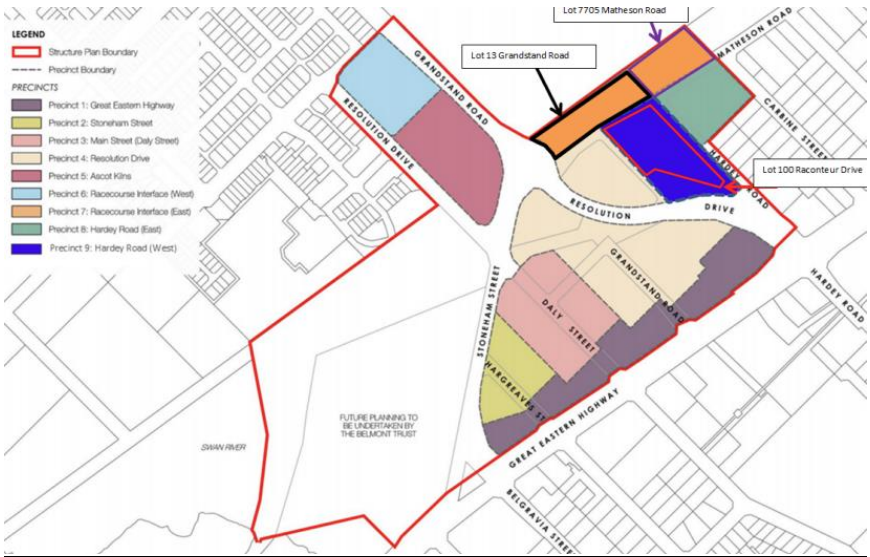 LEGEND
Structure Plan Boundary
Precinct Boundary
PRECINCTS
Precinct 1: Great Eastern Highway
Precinct 2: Stoneham Street
Precinct 3: Main Street (Daly Street)
Precinct 4: Resolution Drive
Precinct 5: Ascot Kilns
Precinct 6: Racecourse Interface (West)
Precinct 7: Racecourse Interface (East)
Precinct 8: Hardey Road (East)
Precinct 9: Hardey Road (West)
Lot 7705 Matheson Road
Lot 13 Grandstand Road
Lot 100 Raconteur Drive
GRANDSTAND ROAD
RESOLUTION DRIVE
MATHESON ROAD
CARBINE STREET
HARDEY ROAD
RESOLUTION DRIVE
HARDEY ROAD
GRANDSTAND ROAD
STONEHAM STREET
DALY STREET
HARGREAVES ST
GREAT EASTERN HIGHWAY
BELGRAVIA STREET
FUTURE PLANNING TO
BE UNDERTAKEN BY
THE BELMONT TRUST
SWAN RIVER